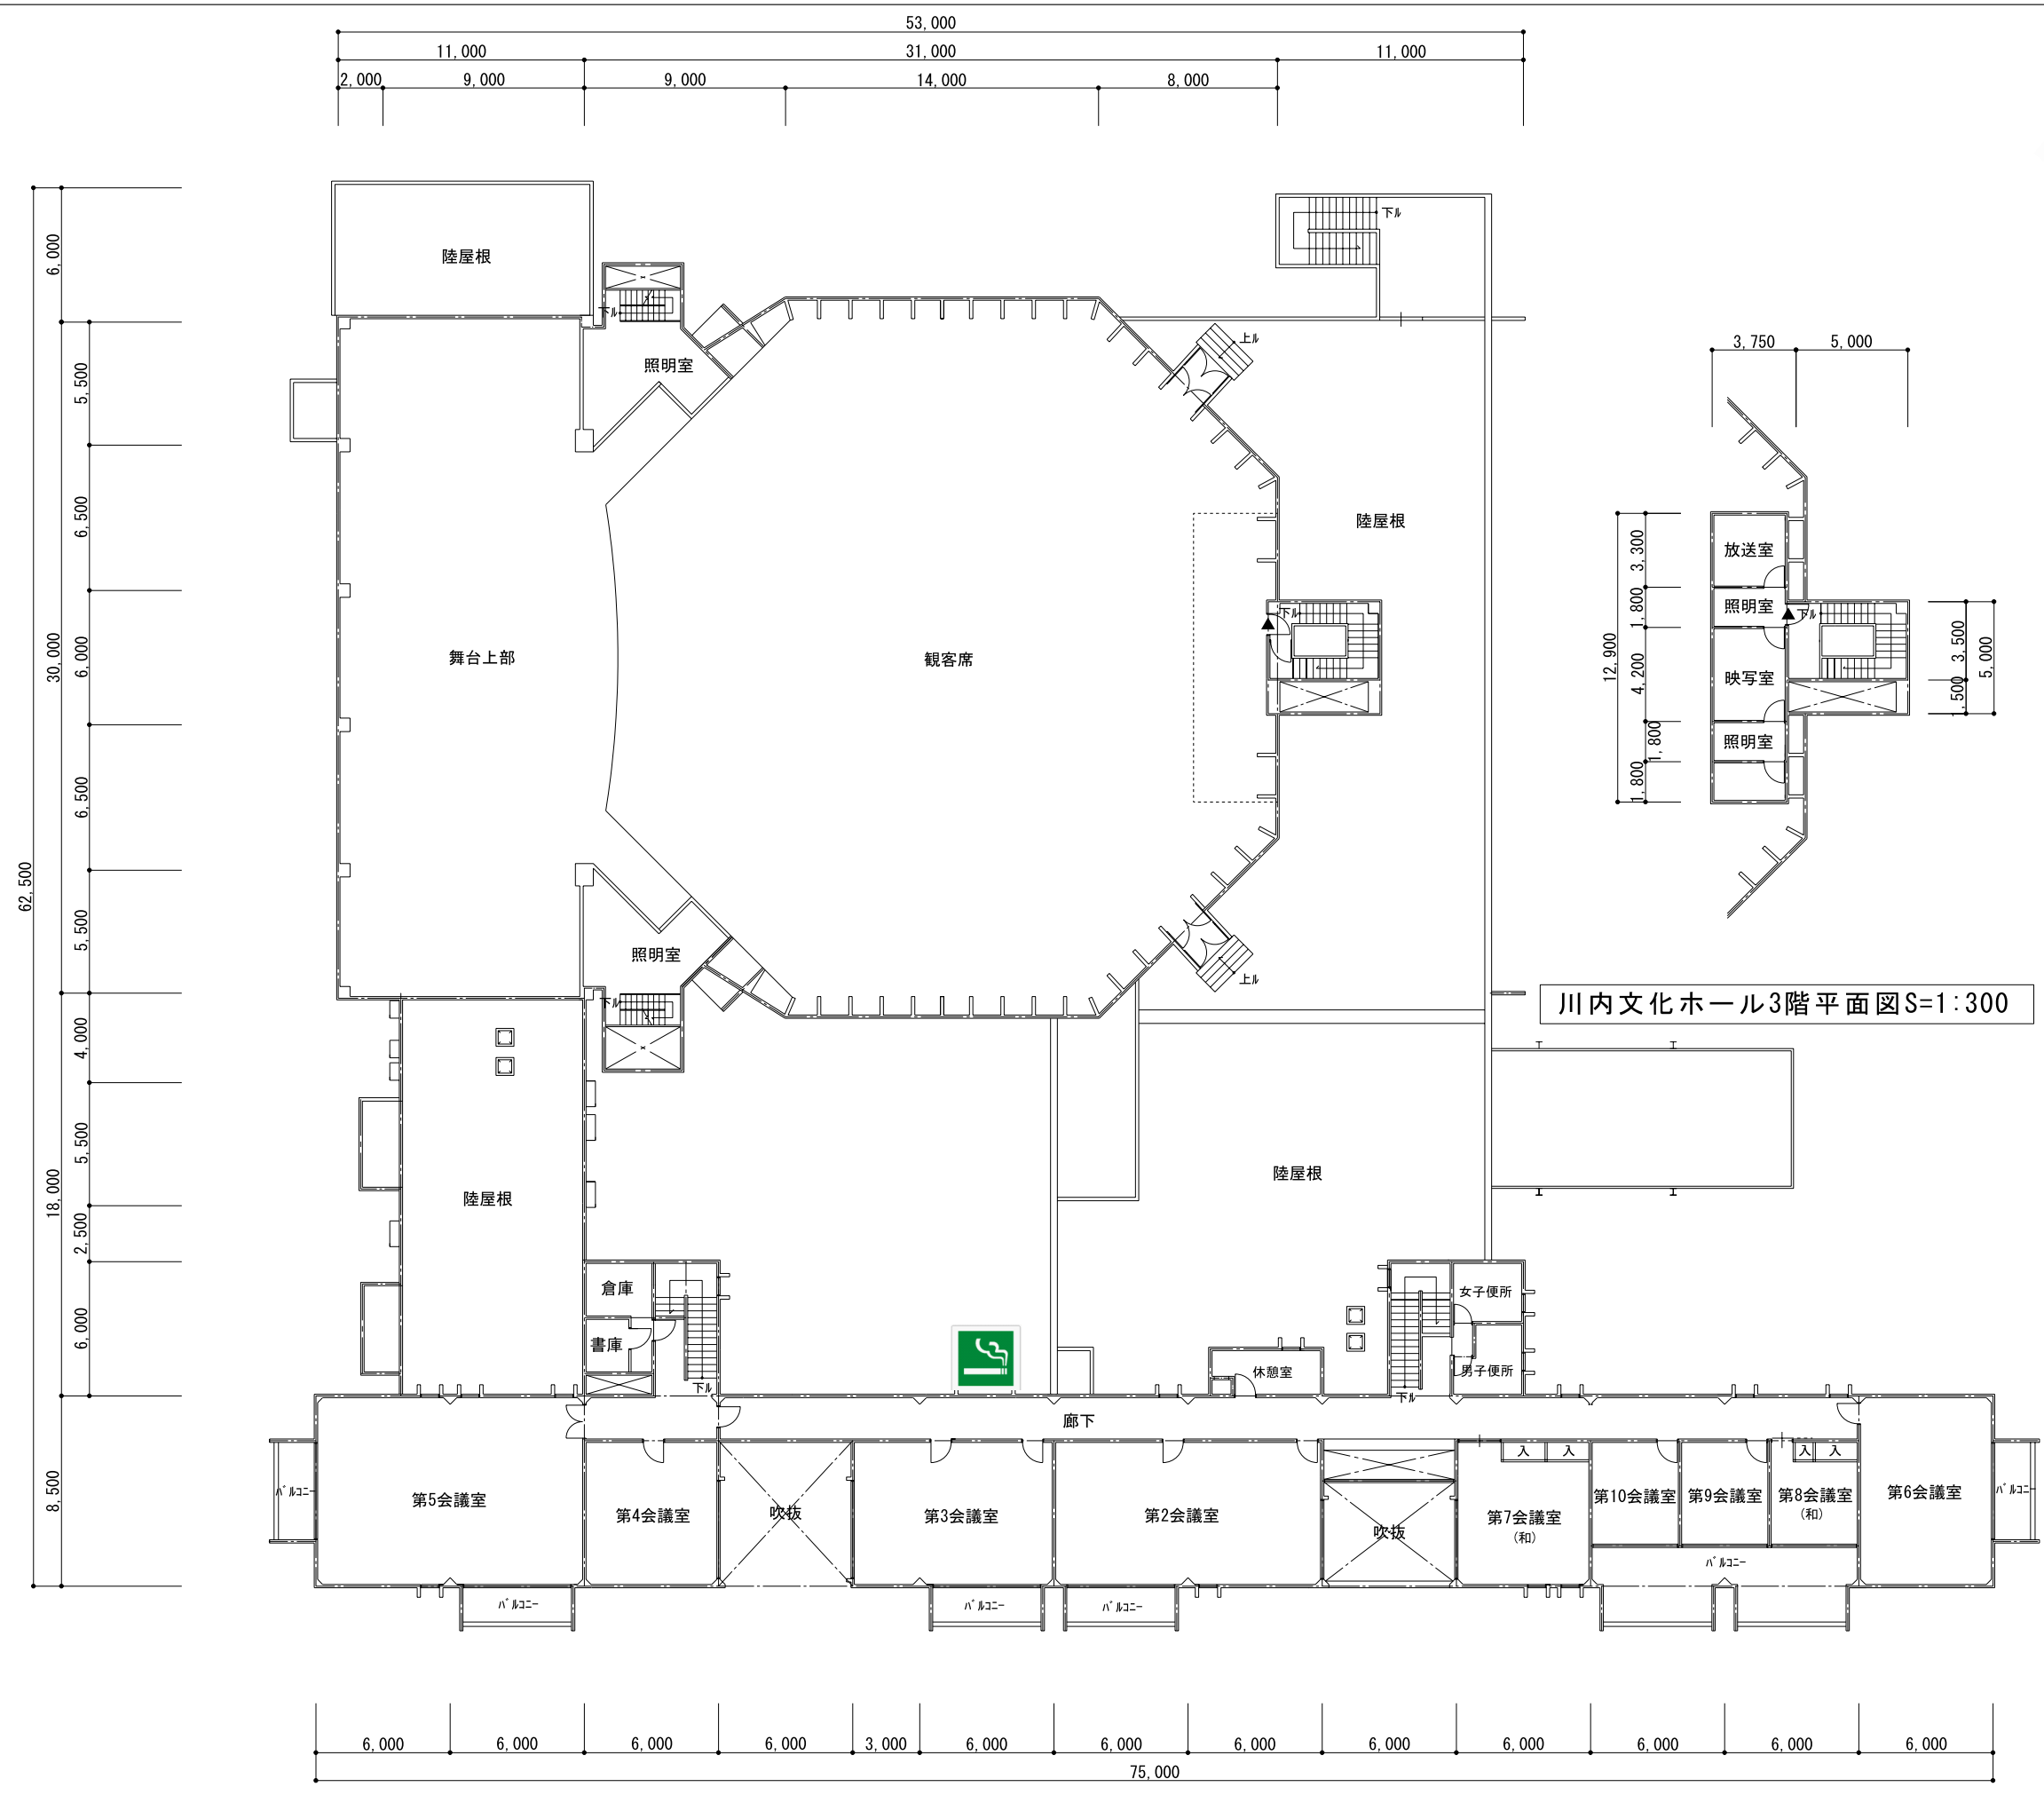 53,000
11,000
31,000
11,000
2,000
9,000
9,000
14,000
8,000
62,500
6,000
30,000
18,000
8,500
5,500
6,500
6,000
6,500
5,500
4,000
5,500
2,500
6,000
陸屋根
下ル
下ル
照明室
上ル
陸屋根
舞台上部
観客席
下ル
照明室
下ル
上ル
3,750
5,000
12,900
3,300
1,800
4,200
1,800
1,800
放送室
照明室
下ル
映写室
照明室
3,500
1,500
5,000
川内文化ホール3階平面図S=1:300
陸屋根
陸屋根
倉庫
書庫
下ル
休憩室
女子便所
男子便所
下ル
廊下
入
入
入
入
バルコニー
第5会議室
第4会議室
吹抜
第3会議室
第2会議室
吹抜
第7会議室
(和)
第10会議室
第9会議室
第8会議室
(和)
第6会議室
バルコニー
バルコニー
バルコニー
バルコニー
バルコニー
6,000
6,000
6,000
6,000
3,000
6,000
6,000
6,000
6,000
6,000
6,000
6,000
6,000
75,000